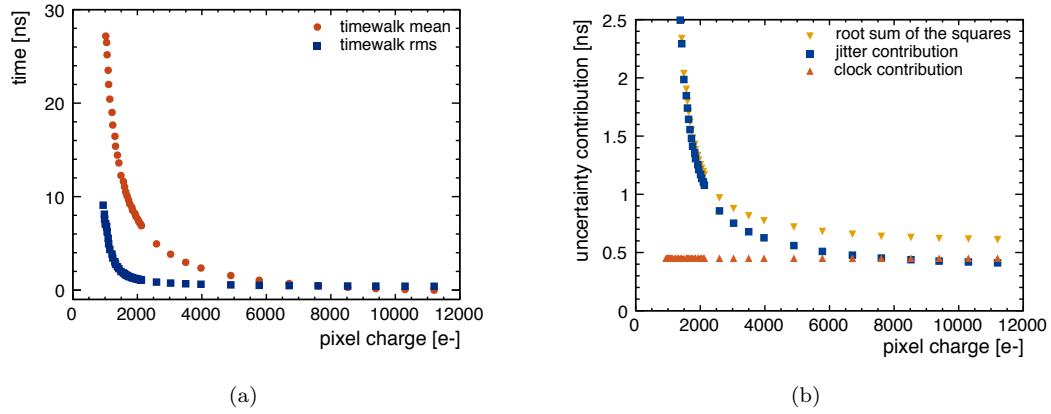 30
20
10
0
time [ns]
timewalk mean
timewalk rms
0 2000 4000 6000 8000 10000 12000
pixel charge [e-]
(a)
2.5
2
1.5
1
0.5
0
uncertainty contribution [ns]
root sum of the squares
jitter contribution
clock contribution
0 2000 4000 6000 8000 10000 12000
pixel charge [e-]
(b)